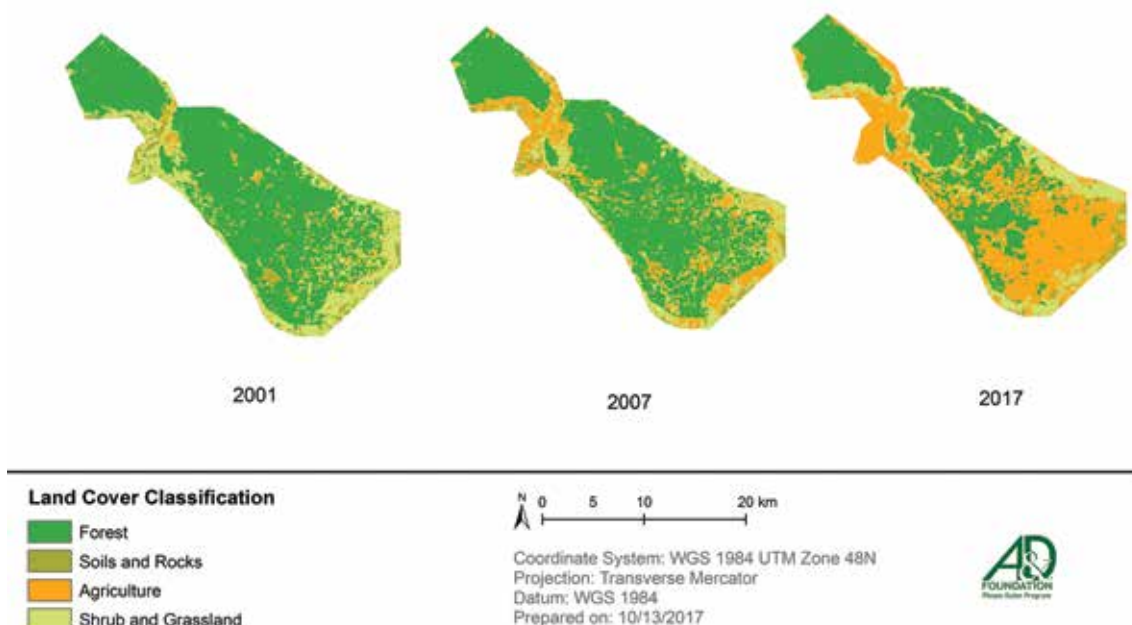 2001
2007
2017
Land Cover Classification
Forest
Soils and Rocks
Agriculture
Shrub and Grassland
N 0 5 10 20 km
Coordinate System: WGS 1984 UTM Zone 48N
Projection: Transverse Mercator
Datum: WGS 1984
Prepared on: 10/13/2017
A&D
FOUNDATION